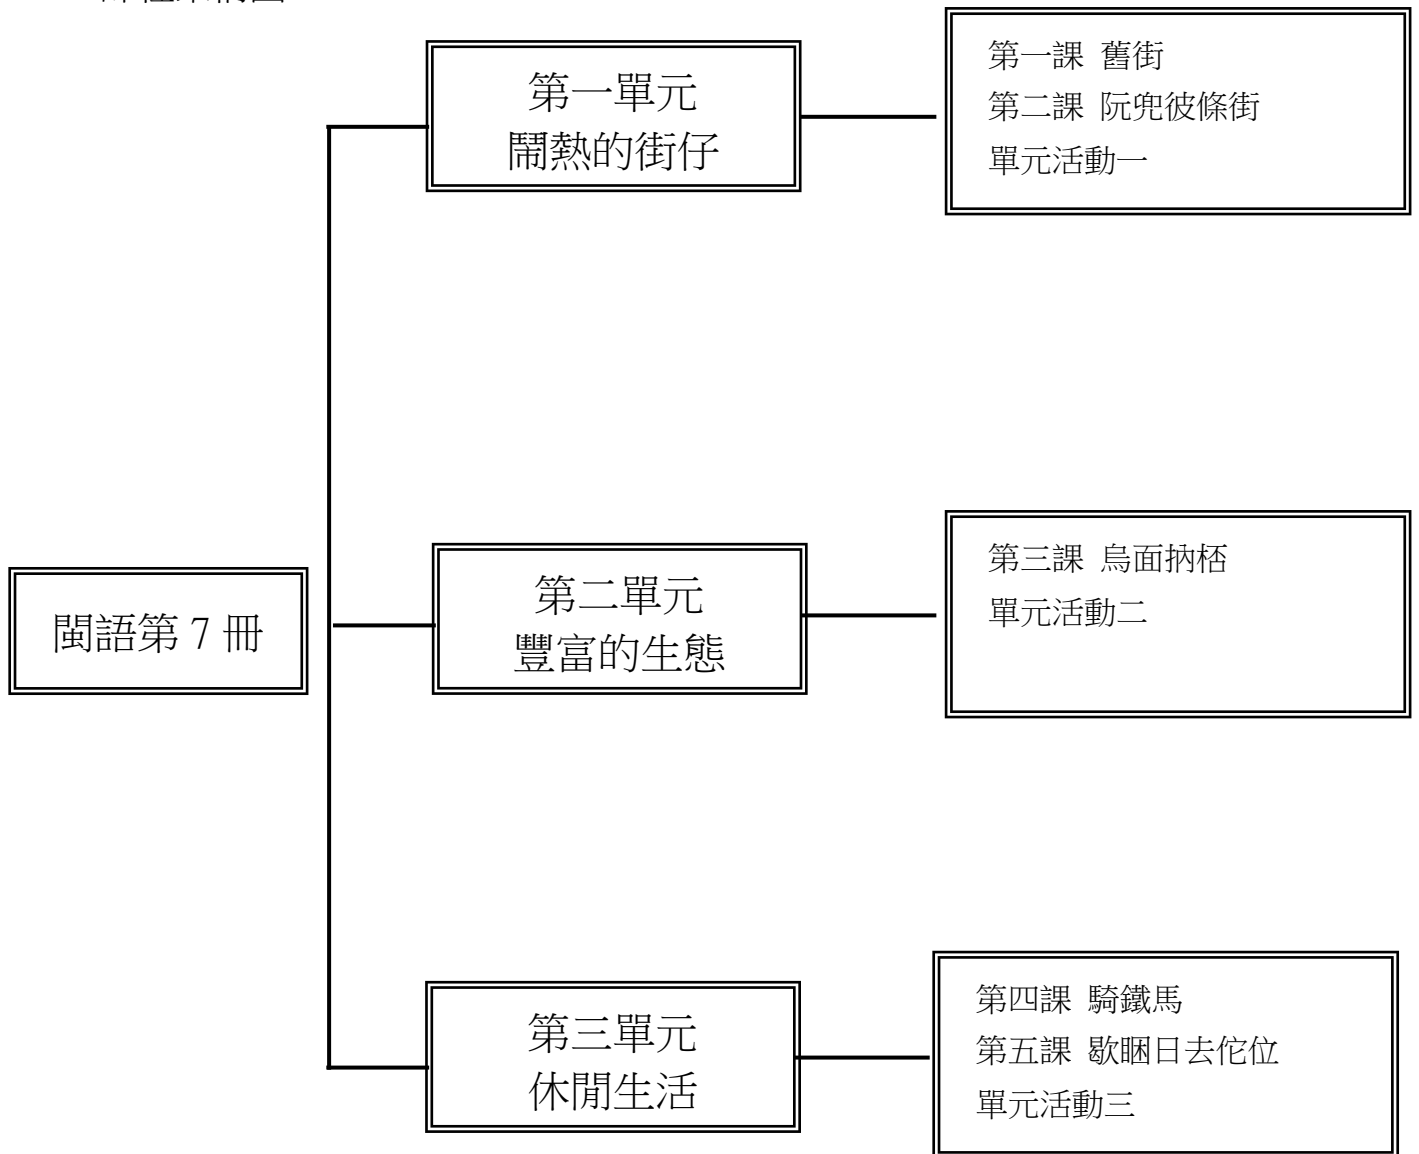 閩語第 7 冊
第一單元
鬧熱的街仔
第一課 舊街
第二課 阮兜彼條街
單元活動一
第二單元
豐富的生態
第三課 烏面抐桮
單元活動二
第三單元
休閒生活
第四課 騎鐵馬
第五課 歇睏日去佗位
單元活動三